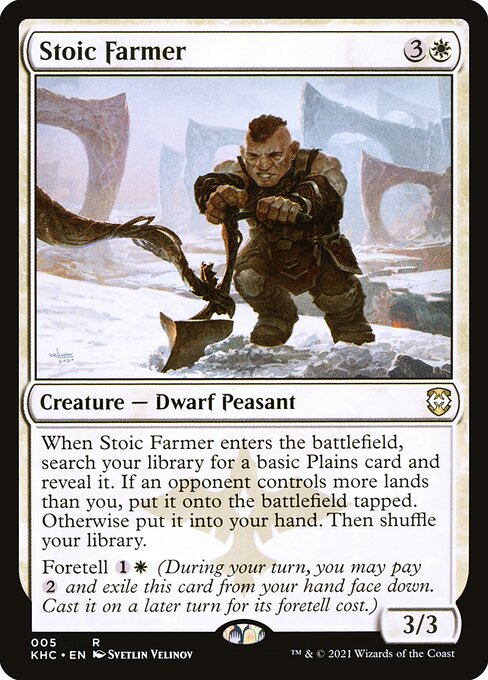 Stoic Farmer 3
VELINOV
2020
Creature — Dwarf Peasant
When Stoic Farmer enters the battlefield,
search your library for a basic Plains card and
reveal it. If an opponent controls more lands
than you, put it onto the battlefield tapped.
Otherwise put it into your hand. Then shuffle
your library.
Foretell 1 (During your turn, you may pay
2 and exile this card from your hand face down.
Cast it on a later turn for its foretell cost.)
3/3
005 R
KHC • EN Svetlin Velinov
™ & © 2021 Wizards of the Coast